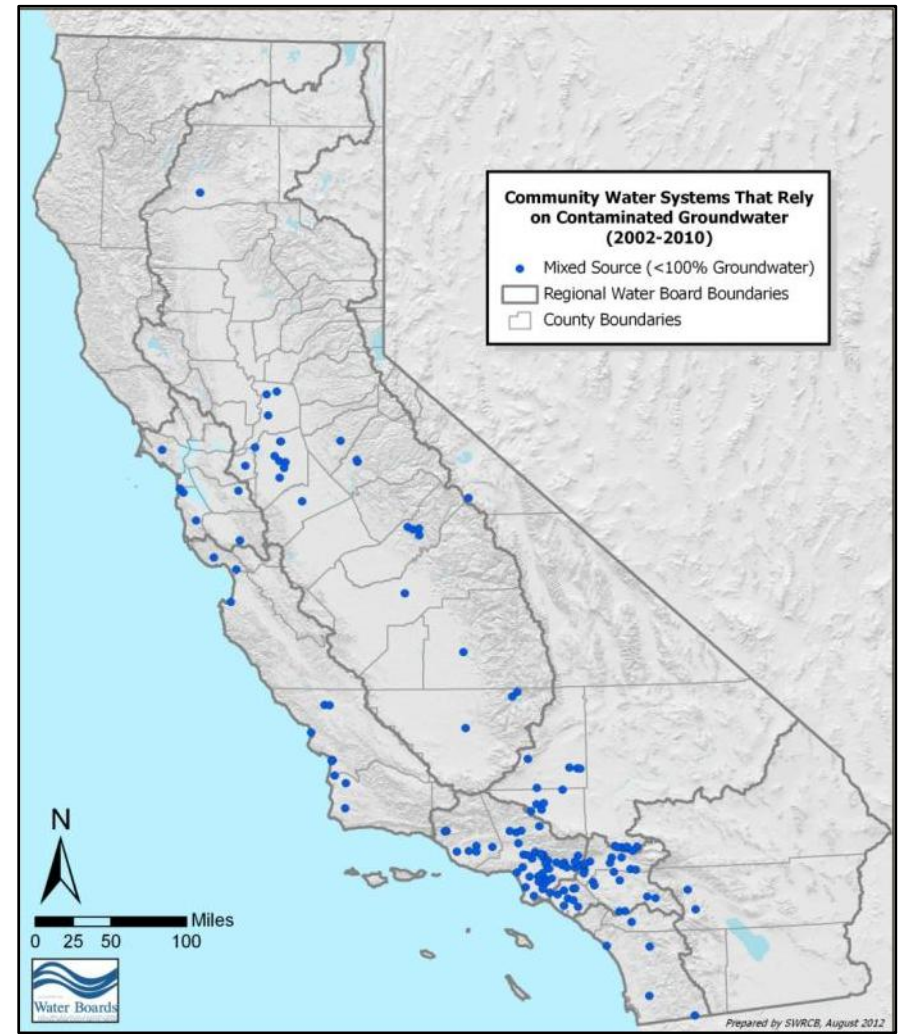 Community Water Systems That Rely
on Contaminated Groundwater
(2002-2010)
Mixed Source (<100% Groundwater)
Regional Water Board Boundaries
County Boundaries
N
Miles
0 25 50 100
Water Boards
Prepared by SWRCB, August 2012